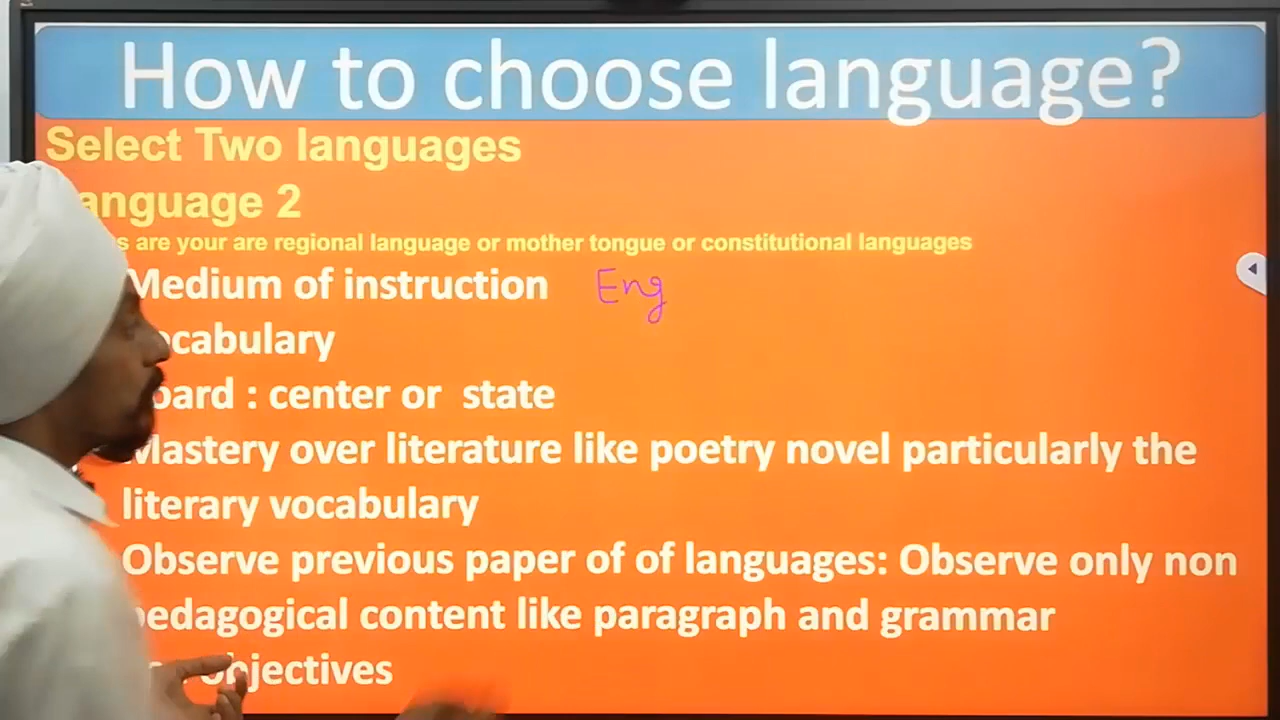 How to choose language?
Select Two languages
anguage 2
s are your are regional language or mother tongue or constitutional languages
Medium of instruction Eng
ocabulary
oard : center or state
Mastery over literature like poetry novel particularly the
literary vocabulary
Observe previous paper of of languages: Observe only non
pedagogical content like paragraph and grammar
objectives